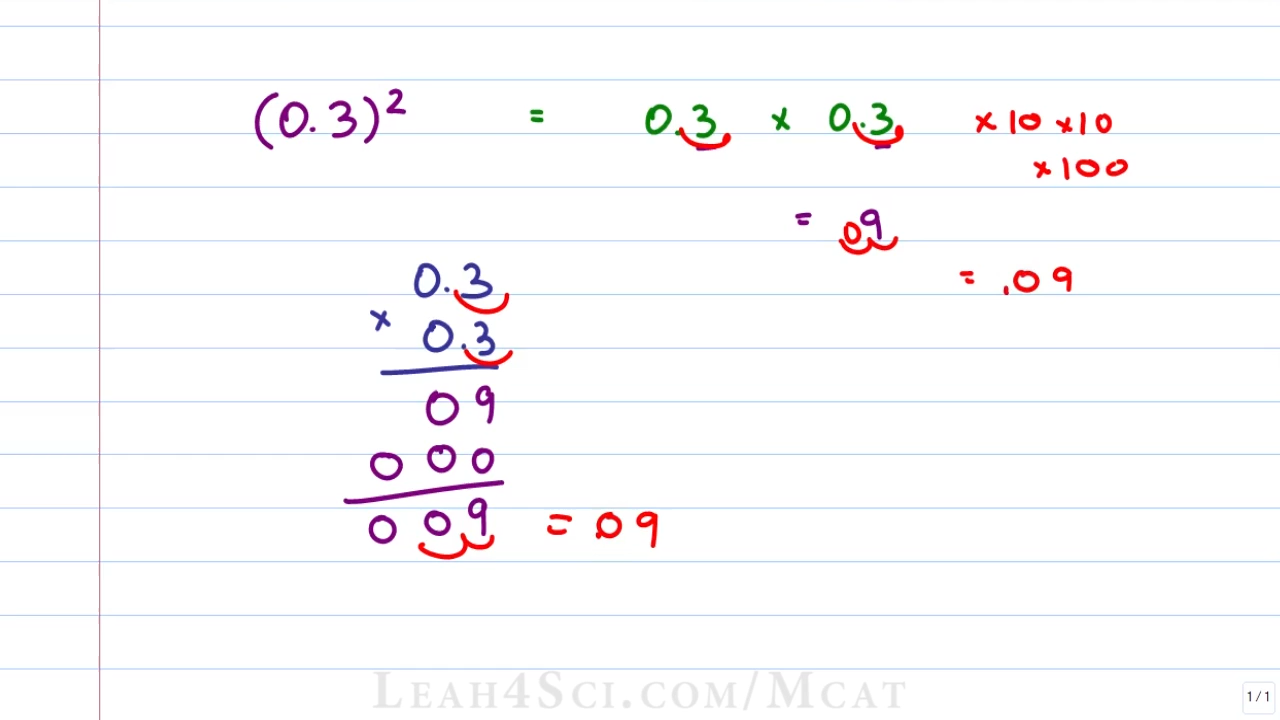 (0.3)² = 0.3 x 0.3 x 10 x 10
x 100
= 09
= .09
0.3
x 0.3
09
000
009 = .09
LEAH4SCI.COM/MCAT
1 / 1